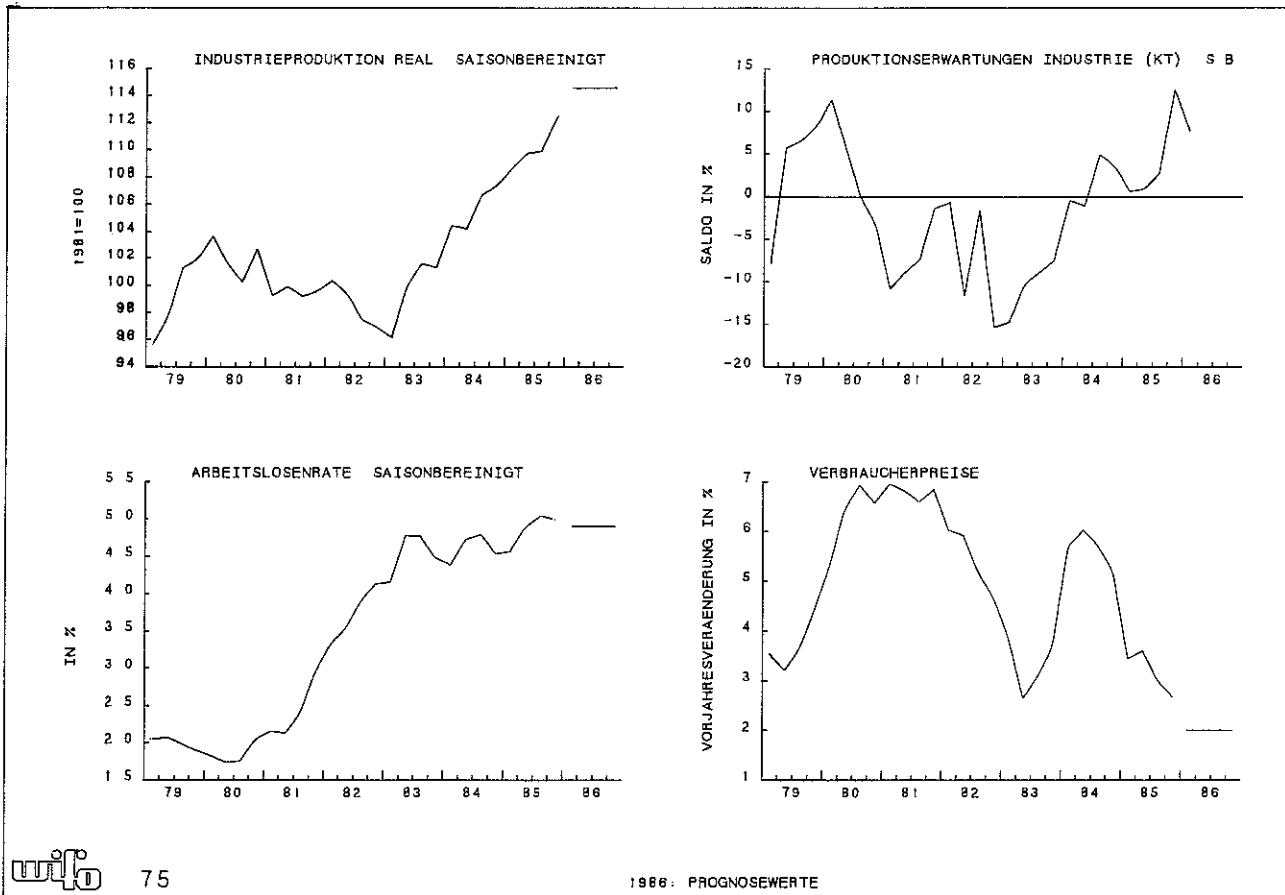 INDUSTRIEPRODUKTION REAL SAISONBEREINIGT
116
114
112
110
108
106
104
102
100
98
96
94
1981=100
79 80 81 82 83 84 85 86
PRODUKTIONSERWARTUNGEN INDUSTRIE (KT) S B
15
10
5
0
-5
-10
-15
-20
SALDO IN %
79 80 81 82 83 84 85 86
ARBEITSLOSENRATE SAISONBEREINIGT
5 5
5 0
4 5
4 0
3 5
3 0
2 5
2 0
1 5
IN %
79 80 81 82 83 84 85 86
VERBRAUCHERPREISE
7
6
5
4
3
2
1
VORJAHRESVERAENDERUNG IN %
79 80 81 82 83 84 85 86
wifo 75
1986: PROGNOSEWERTE